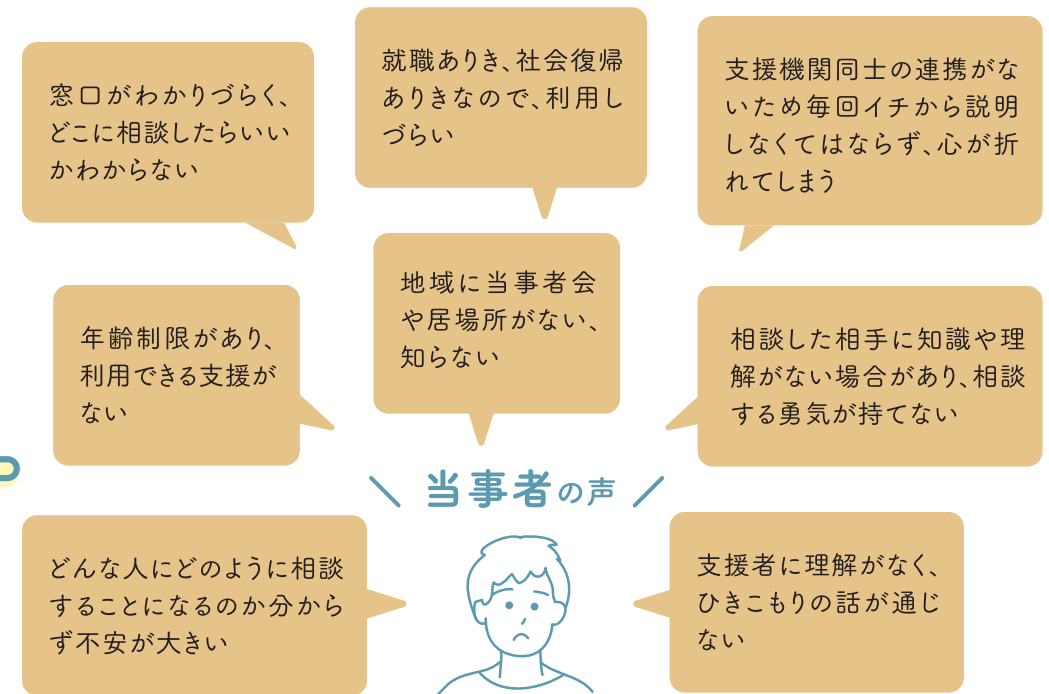 窓口がわかりづらく、
どこに相談したらいい
かわからない
就職ありき、社会復帰
ありきなので、利用し
づらい
支援機関同士の連携がな
いため毎回イチから説明
しなくてはならず、心が折
れてしまう
年齢制限があり、
利用できる支援が
ない
地域に当事者会
や居場所がない、
知らない
相談した相手に知識や理
解がない場合があり、相談
する勇気が持てない
当事者の声
どんな人にどのように相談
することになるのか分から
ず不安が大きい
支援者に理解がなく、
ひきこもりの話が通じ
ない